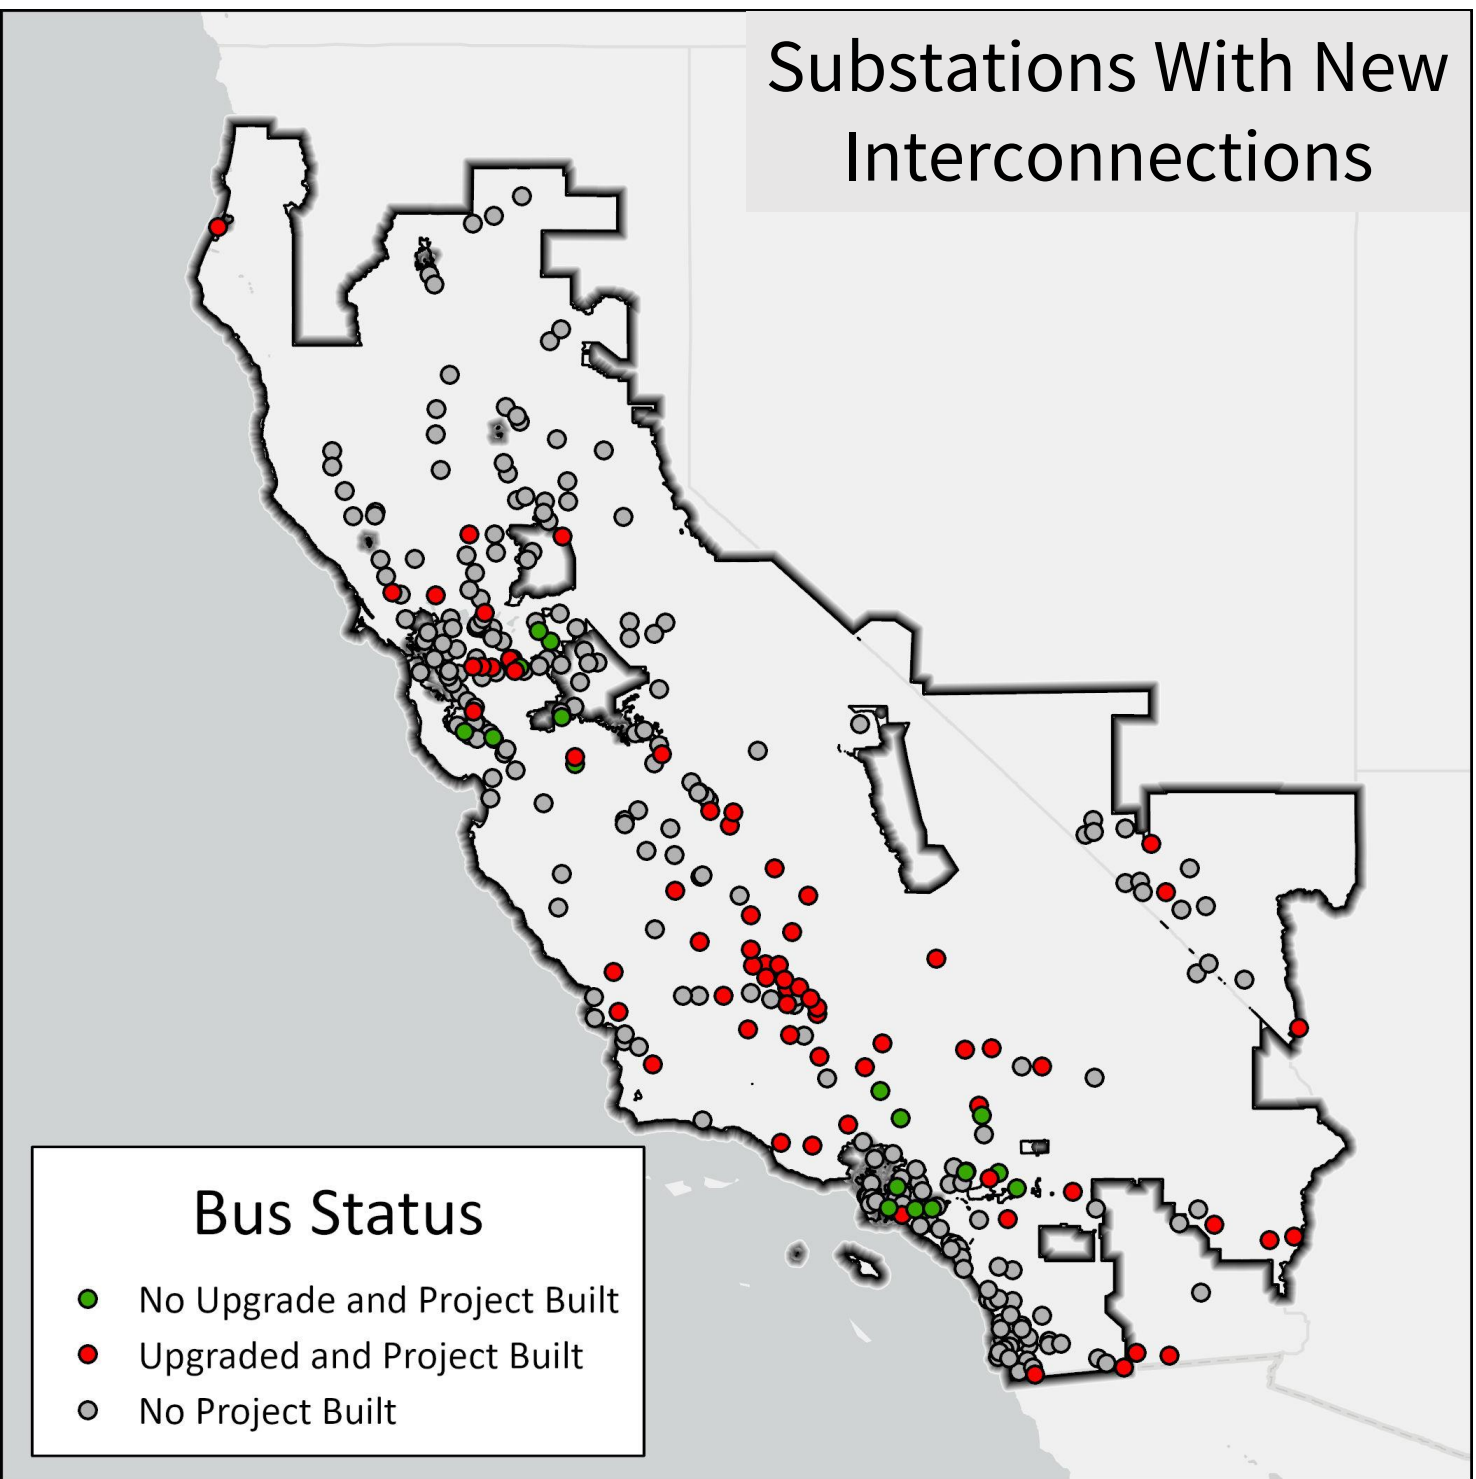 Substations With New
Interconnections
Bus Status
No Upgrade and Project Built
Upgraded and Project Built
No Project Built